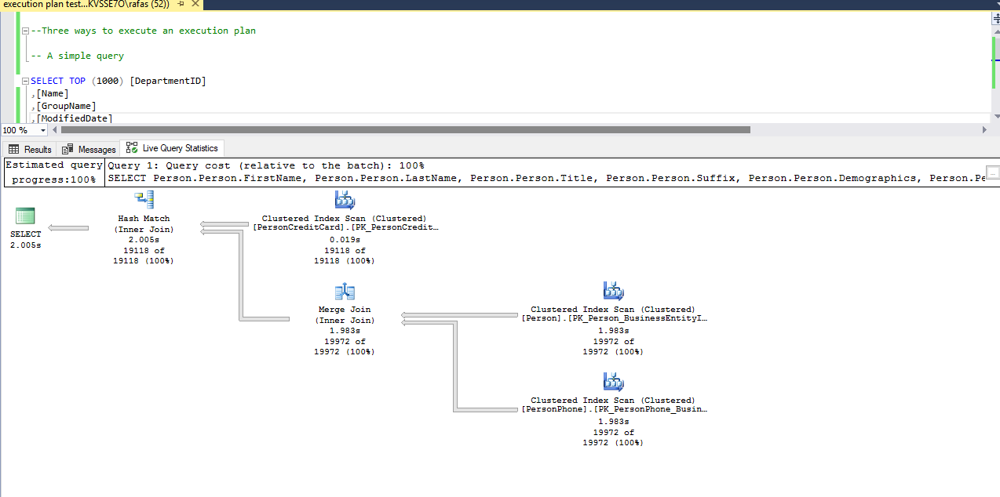 execution plan test...KVSSE7O\rafas (52))
--Three ways to execute an execution plan
-- A simple query
SELECT TOP (1000) [DepartmentID]
,[Name]
,[GroupName]
,[ModifiedDate]
100 %
Results Messages Live Query Statistics
Estimated query progress:100%
Query 1: Query cost (relative to the batch): 100%
SELECT Person.Person.FirstName, Person.Person.LastName, Person.Person.Title, Person.Person.Suffix, Person.Person.Demographics, Person.Pe
SELECT
2.005s
Hash Match
(Inner Join)
2.005s
19118 of
19118 (100%)
Clustered Index Scan (Clustered)
[PersonCreditCard].[PK_PersonCredit…
0.019s
19118 of
19118 (100%)
Merge Join
(Inner Join)
1.983s
19972 of
19972 (100%)
Clustered Index Scan (Clustered)
[Person].[PK_Person_BusinessEntityI…
1.983s
19972 of
19972 (100%)
Clustered Index Scan (Clustered)
[PersonPhone].[PK_PersonPhone_Busin…
1.983s
19972 of
19972 (100%)